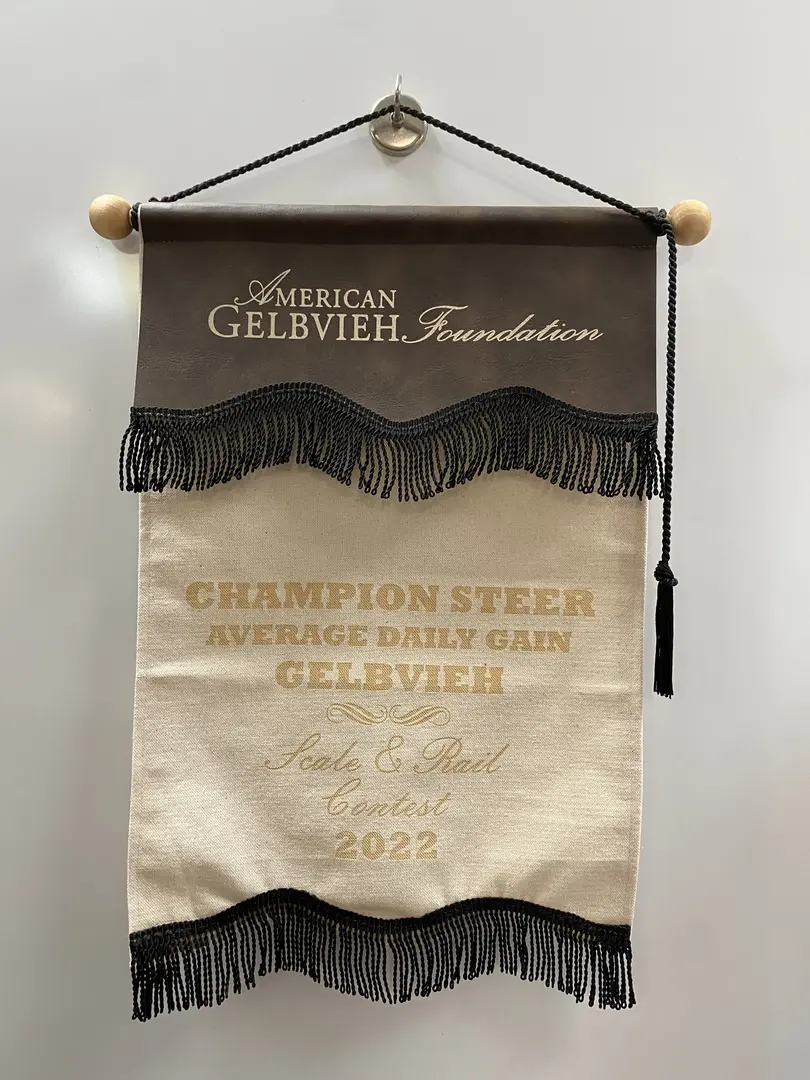 AMERICAN
GELBVIEH Foundation
CHAMPION STEER
AVERAGE DAILY GAIN
GELBVIEH
Scale & Rail
Contest
2022